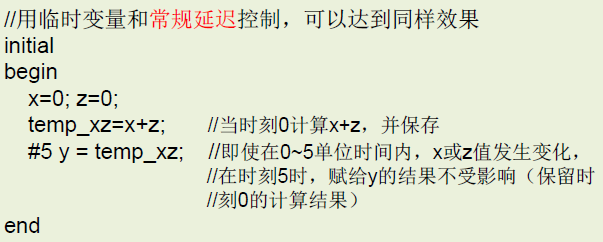 //用临时变量和常规延迟控制，可以达到同样效果
initial
begin
x=0; z=0;
temp_xz=x+z; //当时刻0计算x+z，并保存
#5 y = temp_xz; //即使在0~5单位时间内，x或z值发生变化，
//在时刻5时，赋给y的结果不受影响（保留时
//刻0的计算结果）
end